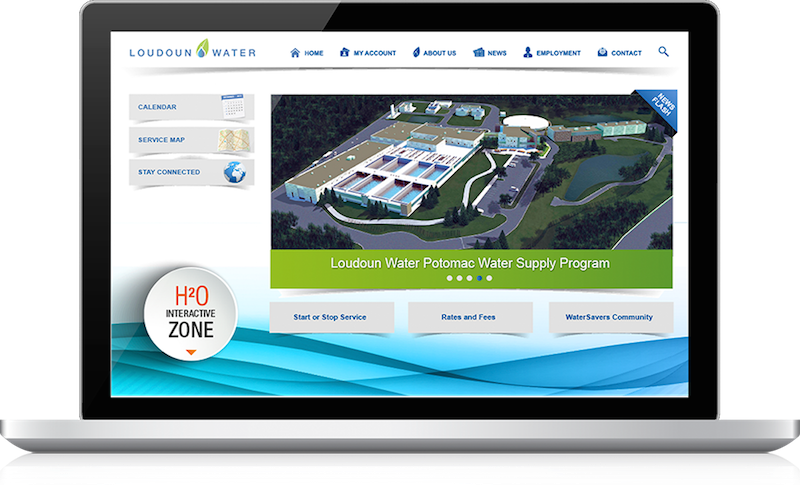 LOUDOUN WATER
HOME MY ACCOUNT ABOUT US NEWS EMPLOYMENT CONTACT
CALENDAR
SERVICE MAP
STAY CONNECTED
NEWS
FLASH
Loudoun Water Potomac Water Supply Program
H²O
INTERACTIVE
ZONE
Start or Stop Service
Rates and Fees
WaterSavers Community